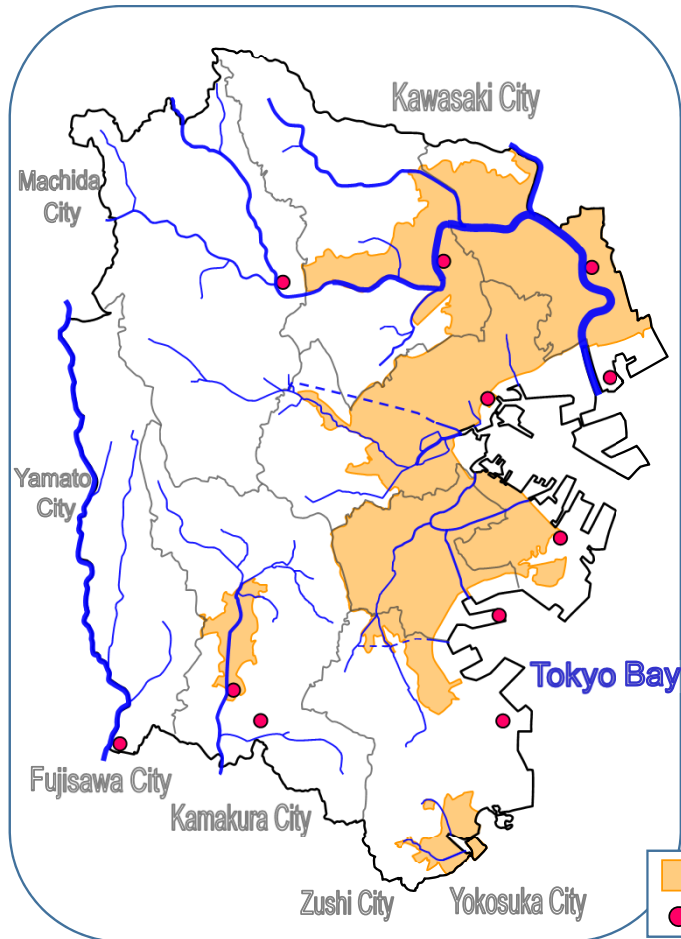 Kawasaki City
Machida
City
Yamato
City
Tokyo Bay
Fujisawa City
Kamakura City
Zushi City
Yokosuka City